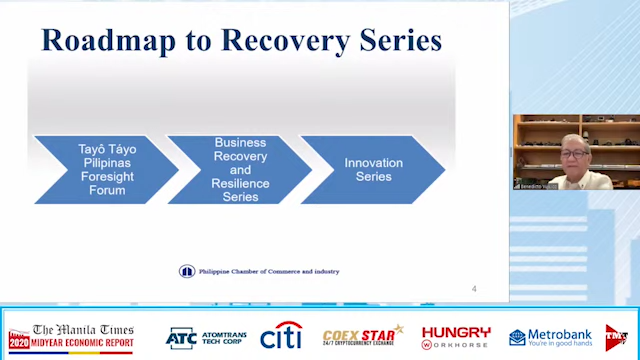 Roadmap to Recovery Series
Tayô Táyo
Pilipinas
Foresight
Forum
Business
Recovery
and
Resilience
Series
Innovation
Series
Philippine Chamber of Commerce and industry
4
Benedicto
2020
The Manila Times
MIDYEAR ECONOMIC REPORT
ATC
ATOMTRANS
TECH CORP
citi
COEX STAR
24/7 CRYPTOCURRENCY EXCHANGE
HUNGRY
WORKHORSE
Metrobank
You're in good hands